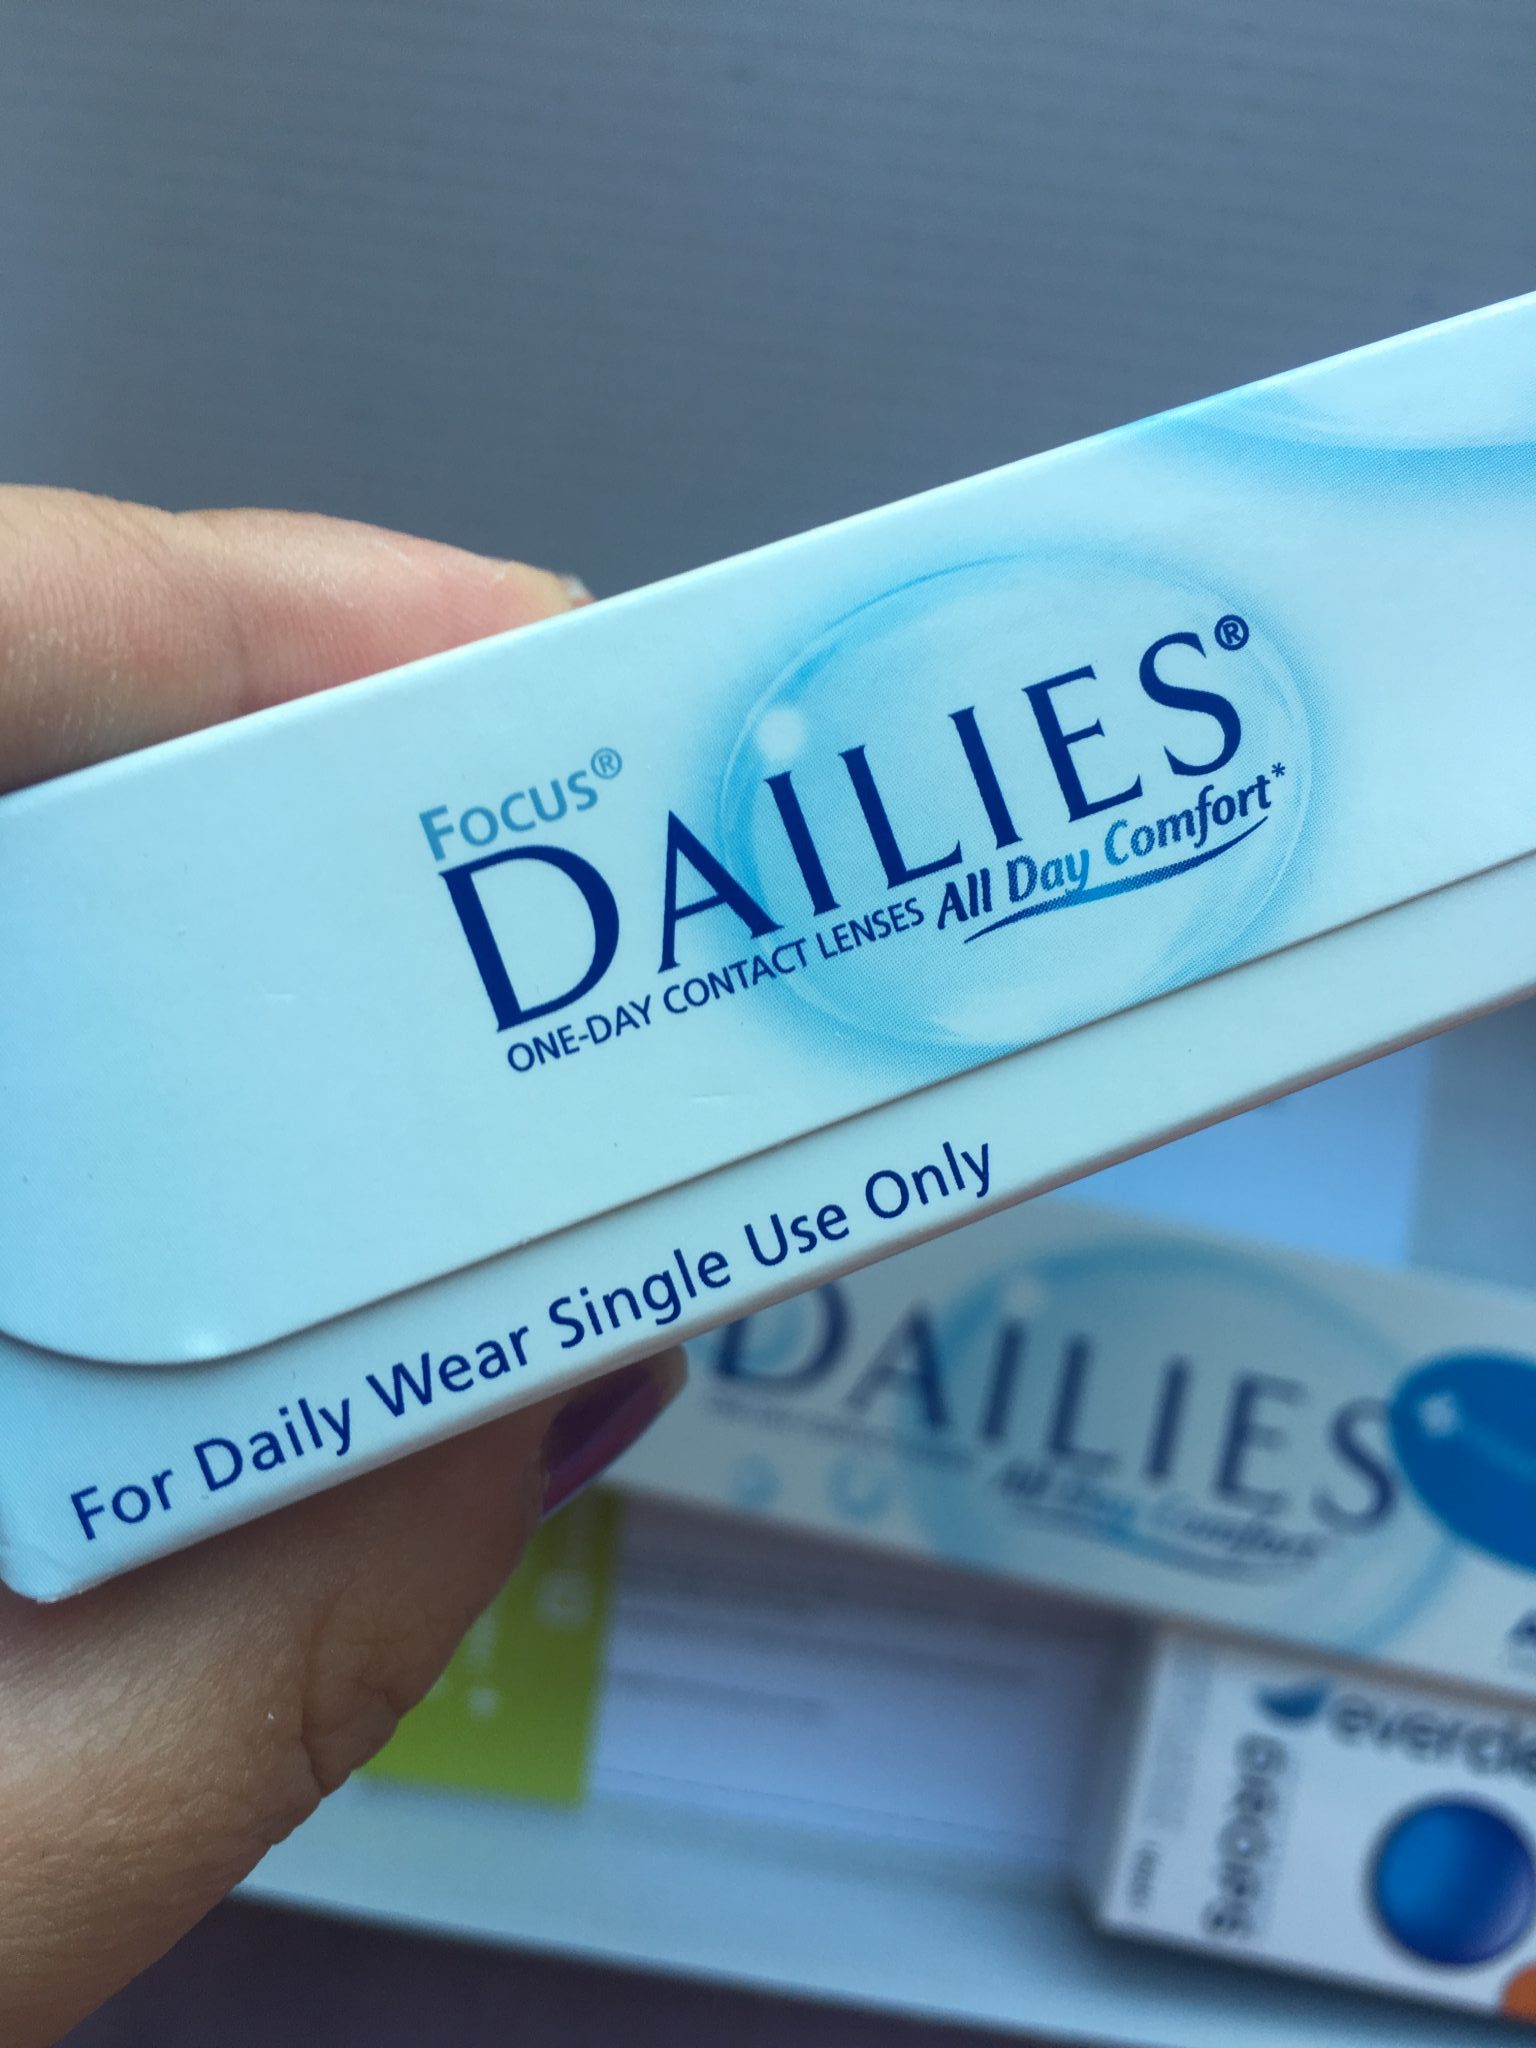 Focus®
DAILIES®
ONE-DAY CONTACT LENSES All Day Comfort*
For Daily Wear Single Use Only
DAILIES
All Day Comfort*
evercle